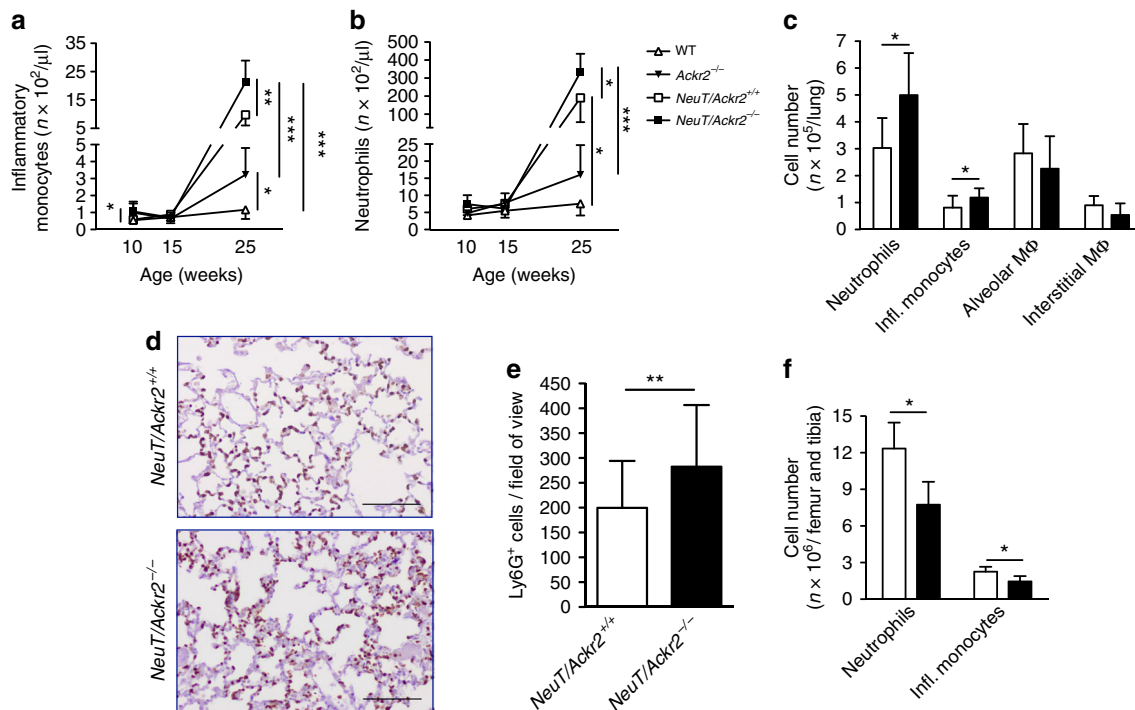 a
Inflammatory
monocytes (n × 10²/µl)
35
25
15
5
5
4
3
2
1
0
*
**
***
***
*
10 15 25
Age (weeks)
b
Neutrophils (n × 10²/µl)
500
400
300
200
100
25
20
15
10
5
0
*
***
*
10 15 25
Age (weeks)
WT
Ackr2⁻/⁻
NeuT/Ackr2⁺/⁺
NeuT/Ackr2⁻/⁻
c
Cell number
(n × 10⁵/lung)
7
6
5
4
3
2
1
0
*
*
Neutrophils
Infl. monocytes
Alveolar MΦ
Interstitial MΦ
d
NeuT/Ackr2⁺/⁺
NeuT/Ackr2⁻/⁻
e
Ly6G⁺ cells / field of view
450
400
350
300
250
200
150
100
50
0
**
NeuT/Ackr2⁺/⁺
NeuT/Ackr2⁻/⁻
f
Cell number
(n × 10⁶/ femur and tibia)
15
12
9
6
3
0
*
*
Neutrophils
Infl. monocytes